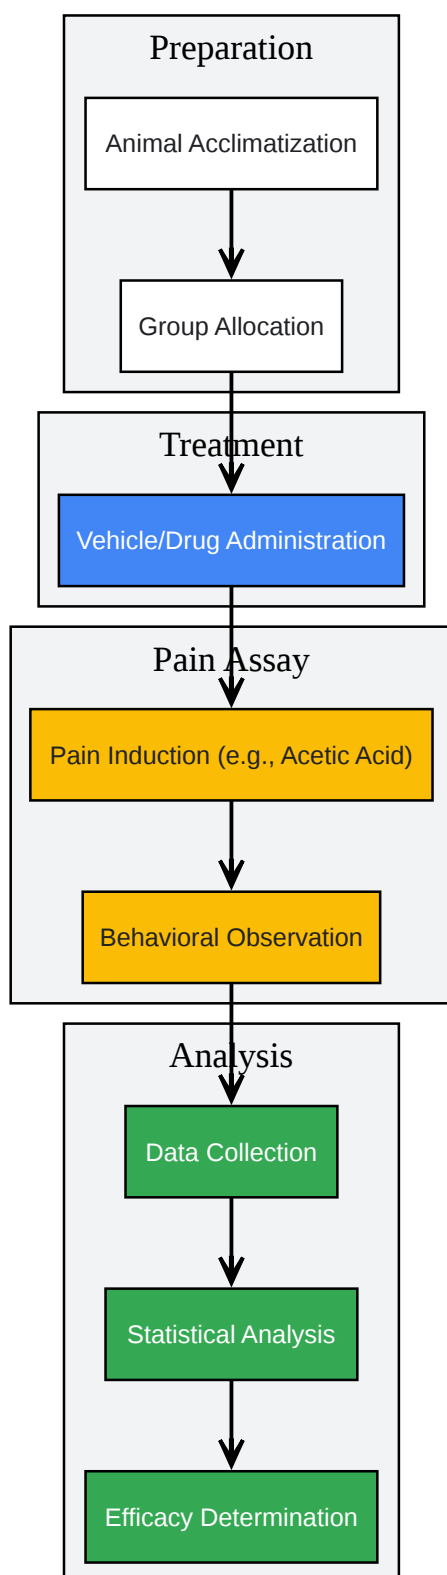 Preparation
Animal Acclimatization
Group Allocation
Treatment
Vehicle/Drug Administration
Pain Assay
Pain Induction (e.g., Acetic Acid)
Behavioral Observation
Analysis
Data Collection
Statistical Analysis
Efficacy Determination